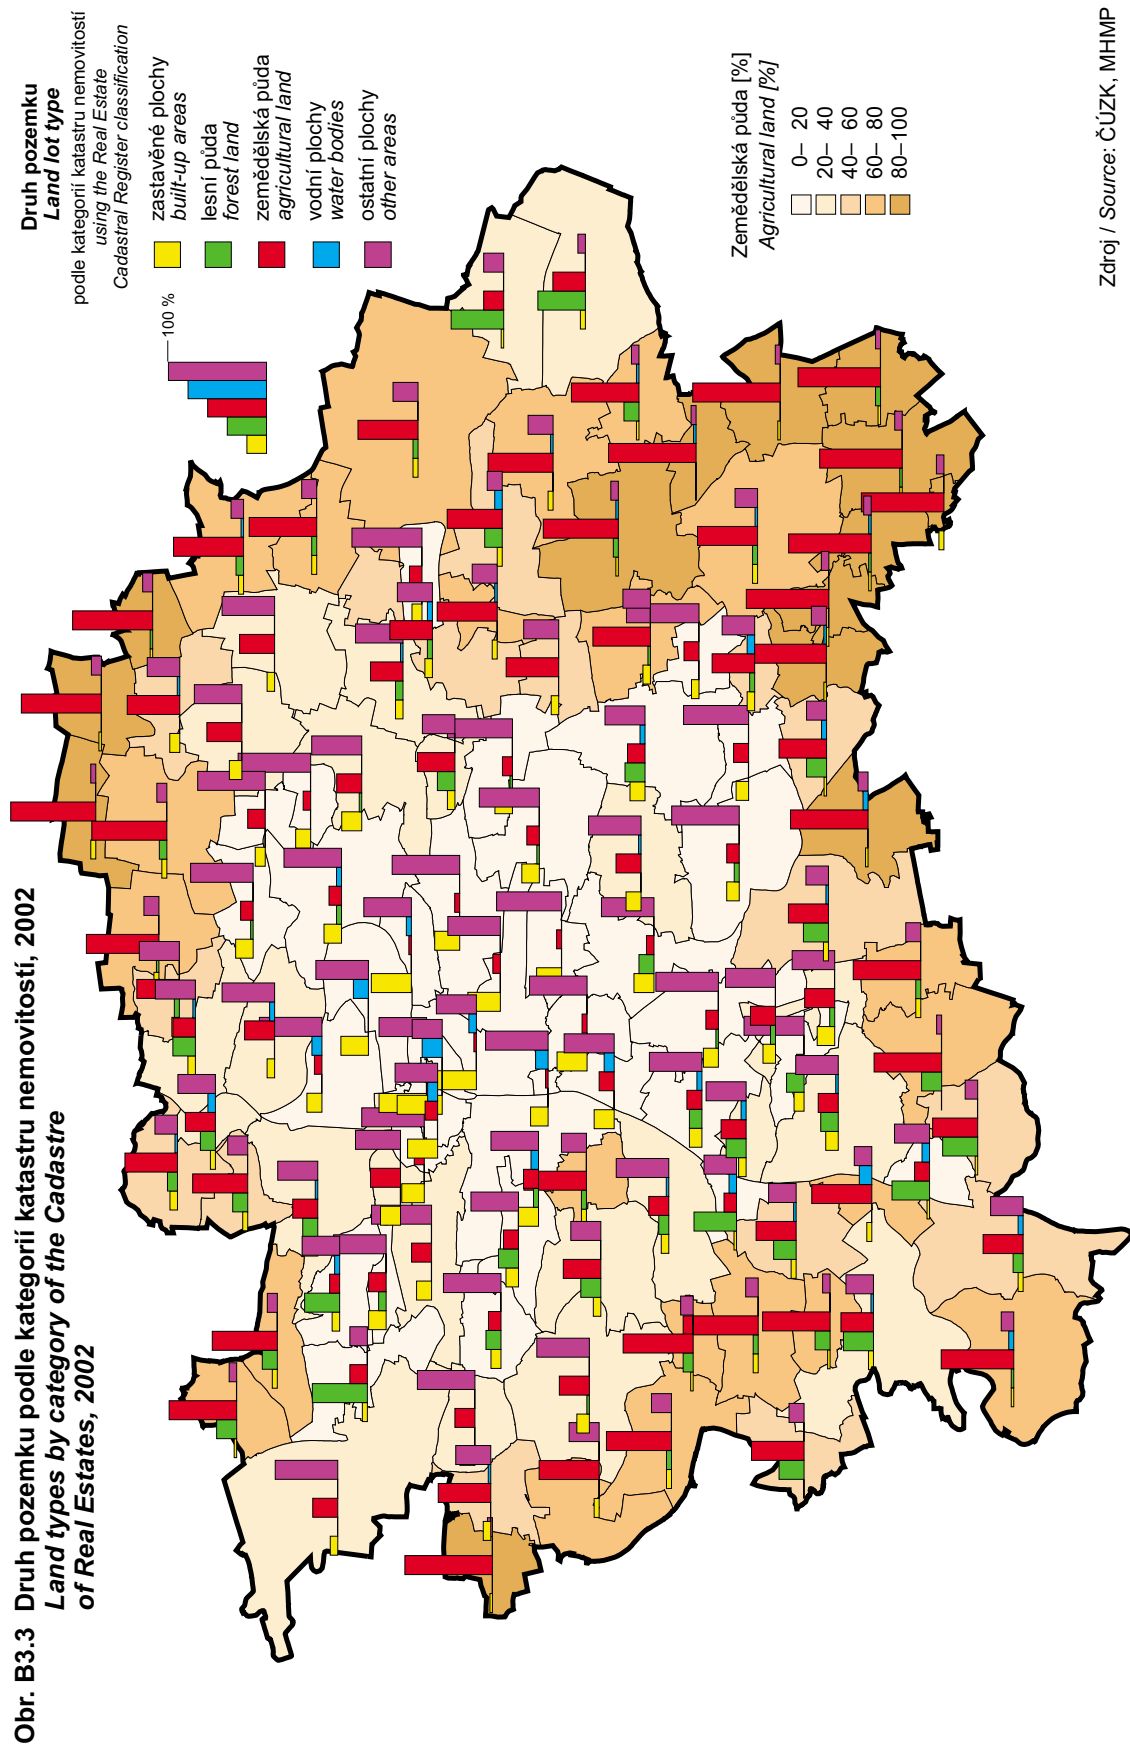 Obr. B3.3 Druh pozemku podle kategorií katastru nemovitostí, 2002
Land types by category of the Cadastre
of Real Estates, 2002
Druh pozemku
Land lot type
podle kategorií katastru nemovitostí
using the Real Estate
Cadastral Register classification
zastavěné plochy
built-up areas
lesní půda
forest land
zemědělská půda
agricultural land
vodní plochy
water bodies
ostatní plochy
other areas
100 %
Zemědělská půda [%]
Agricultural land [%]
0– 20
20– 40
40– 60
60– 80
80–100
Zdroj / Source: ČÚZK, MHMP